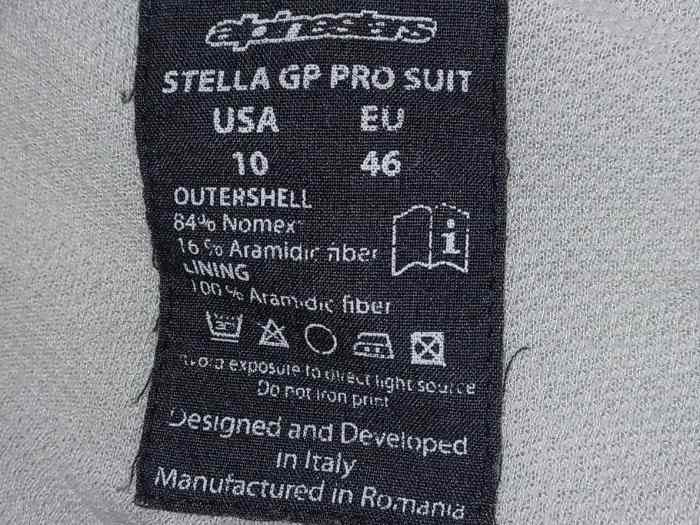 alpinestars
STELLA GP PRO SUIT
USA EU
10 46
OUTERSHELL
84% Nomex
16 % Aramidic fiber
LINING
100 % Aramidic fiber
Avoid exposure to direct light source
Do not iron print
Designed and Developed
in Italy
Manufactured in Romania